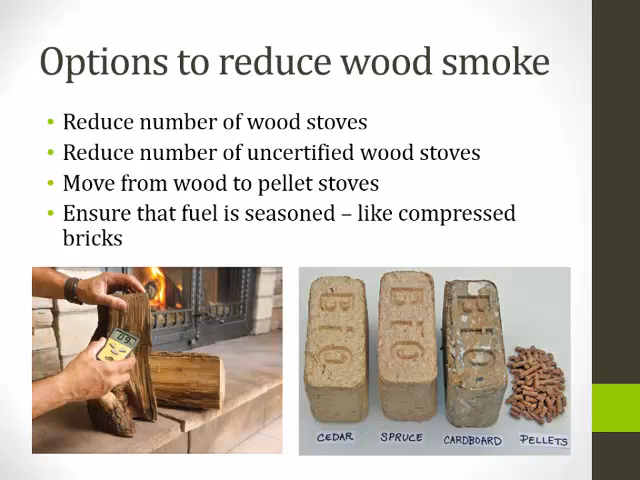 Options to reduce wood smoke
• Reduce number of wood stoves
• Reduce number of uncertified wood stoves
• Move from wood to pellet stoves
• Ensure that fuel is seasoned – like compressed
bricks
BiO
BiO
BiO
CEDAR
SPRUCE
CARDBOARD
PELLETS